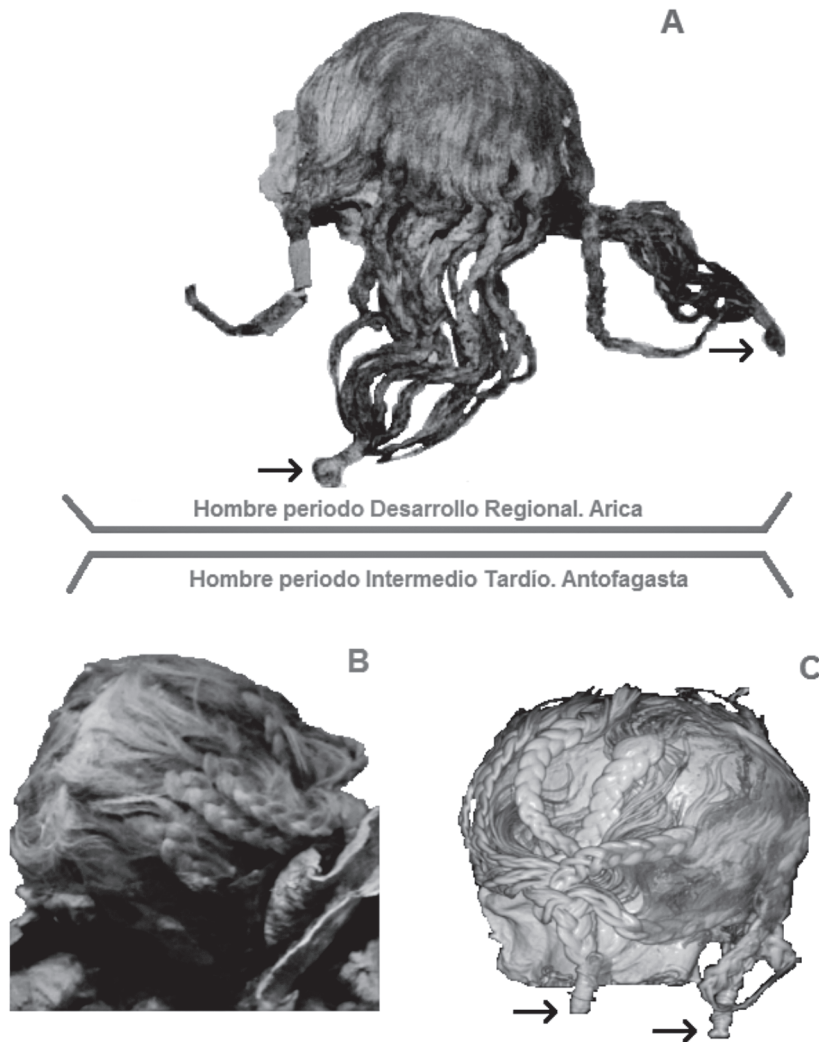 A
Hombre periodo Desarrollo Regional. Arica
Hombre periodo Intermedio Tardío. Antofagasta
B
C